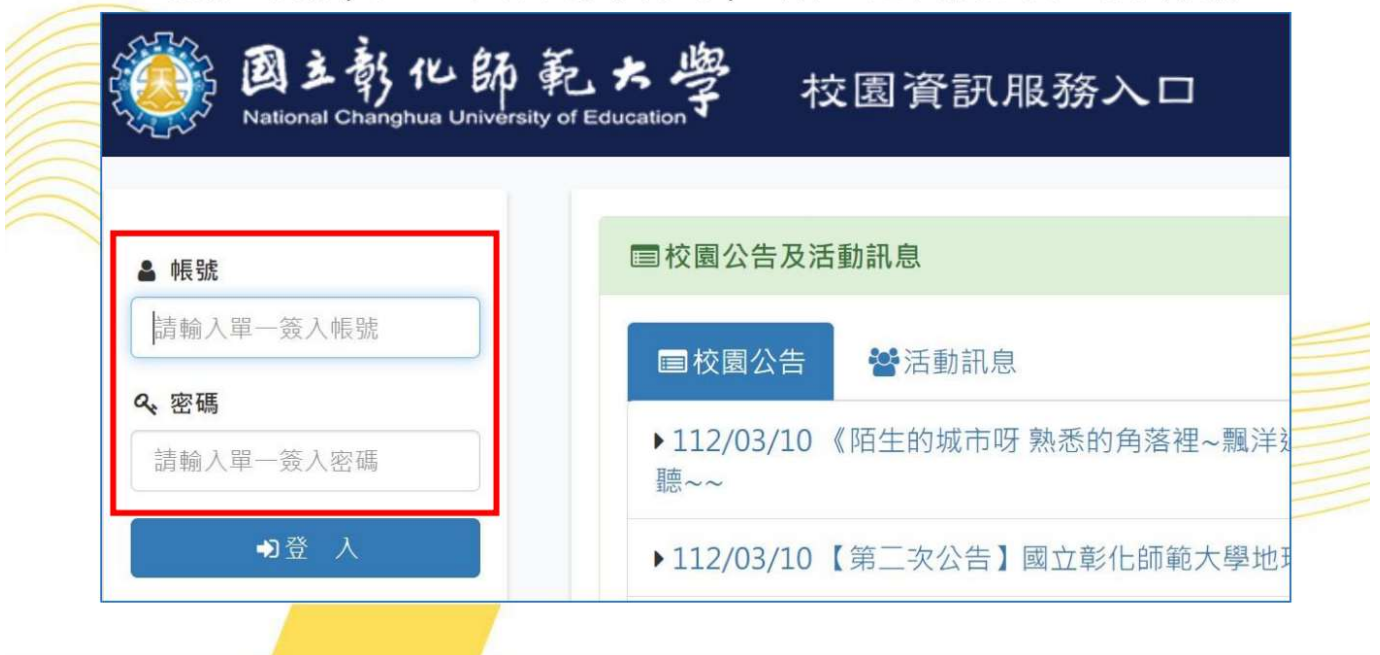 國立彰化師範大學
National Changhua University of Education
校園資訊服務入口
帳號
請輸入單一簽入帳號
密碼
請輸入單一簽入密碼
登 入
校園公告及活動訊息
校園公告
活動訊息
112/03/10 《陌生的城市呀 熟悉的角落裡~飄洋
聽~~
112/03/10 【第二次公告】國立彰化師範大學地